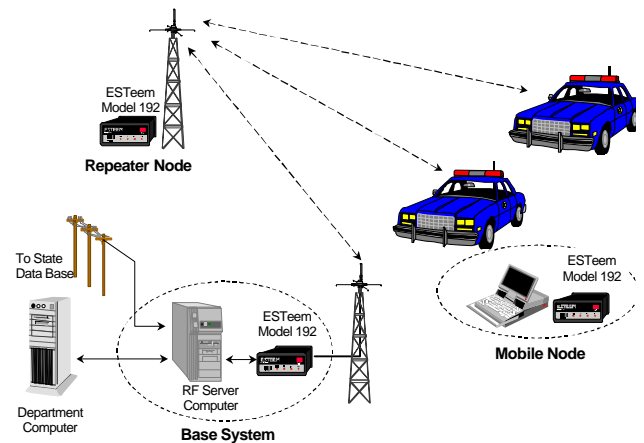 ESTeem
Model 192
Repeater Node
To State
Data Base
ESTeem
Model 192
ESTeem
Model 192
Mobile Node
RF Server
Computer
Department
Computer
Base System